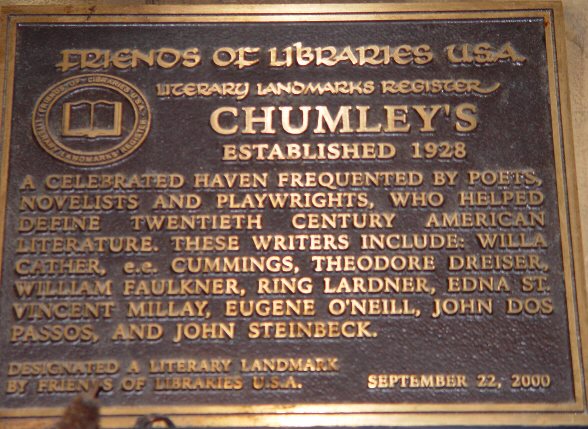 FRIENDS OF LIBRARIES USA
LITERARY LANDMARKS REGISTER
CHUMLEY'S
ESTABLISHED 1928
A CELEBRATED HAVEN FREQUENTED BY POETS,
NOVELISTS AND PLAYWRIGHTS, WHO HELPED
DEFINE TWENTIETH CENTURY AMERICAN
LITERATURE. THESE WRITERS INCLUDE: WILLA
CATHER, e.e. CUMMINGS, THEODORE DREISER,
WILLIAM FAULKNER, RING LARDNER, EDNA ST.
VINCENT MILLAY, EUGENE O'NEILL, JOHN DOS
PASSOS, AND JOHN STEINBECK.
DESIGNATED A LITERARY LANDMARK
BY FRIENDS OF LIBRARIES U.S.A.
SEPTEMBER 22, 2000